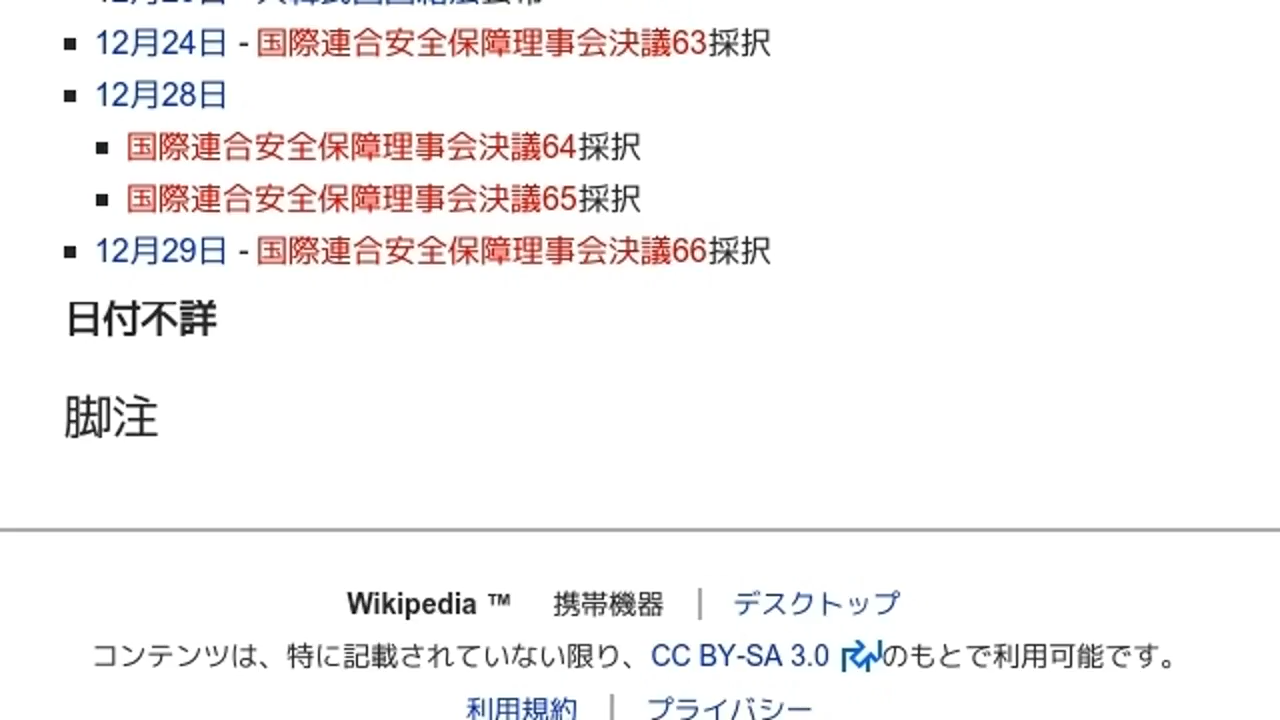 12月24日 - 国際連合安全保障理事会決議63採択
12月28日
国際連合安全保障理事会決議64採択
国際連合安全保障理事会決議65採択
12月29日 - 国際連合安全保障理事会決議66採択
日付不詳
脚注
Wikipedia ™ 携帯機器 | デスクトップ
コンテンツは、特に記載されていない限り、CC BY-SA 3.0 のもとで利用可能です。
利用規約 | プライバシー